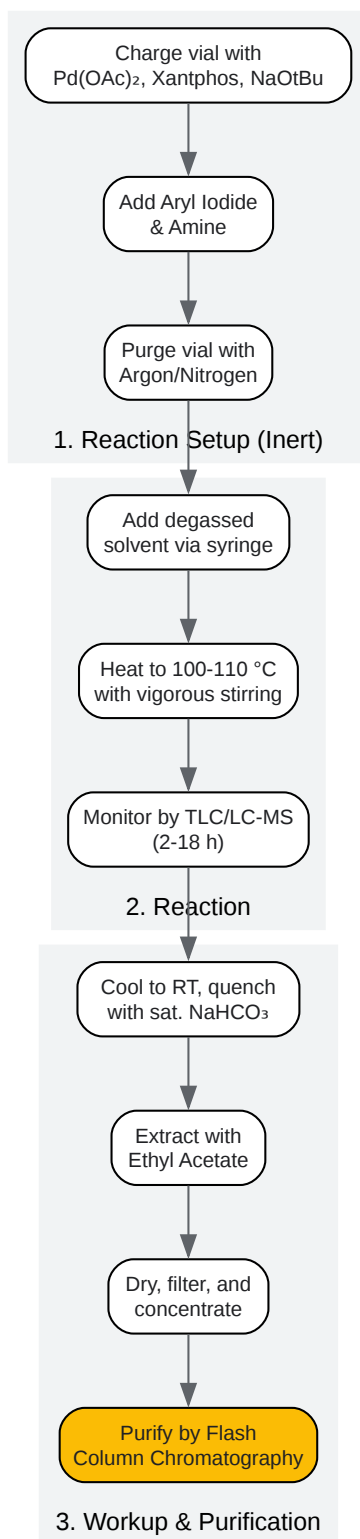 Charge vial with
Pd(OAc)₂, Xantphos, NaOtBu
Add Aryl Iodide
& Amine
Purge vial with
Argon/Nitrogen
1. Reaction Setup (Inert)
Add degassed
solvent via syringe
Heat to 100-110 °C
with vigorous stirring
Monitor by TLC/LC-MS
(2-18 h)
2. Reaction
Cool to RT, quench
with sat. NaHCO₃
Extract with
Ethyl Acetate
Dry, filter, and
concentrate
Purify by Flash
Column Chromatography
3. Workup & Purification